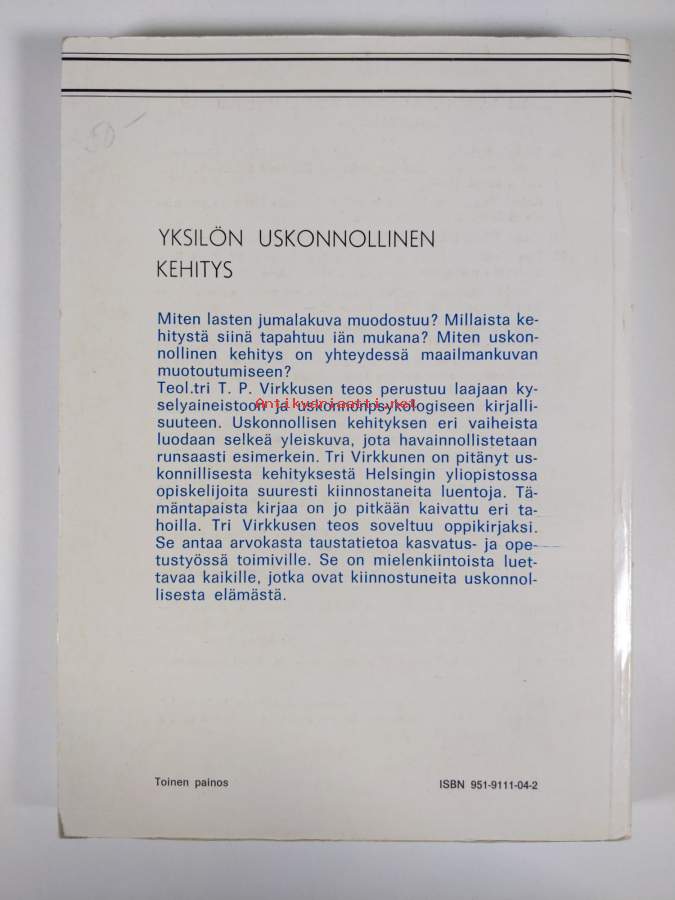 50-
YKSILÖN USKONNOLLINEN
KEHITYS
Miten lasten jumalakuva muodostuu? Millaista ke-
hitystä siinä tapahtuu iän mukana? Miten uskon-
nollinen kehitys on yhteydessä maailmankuvan
muotoutumiseen?
Teol.tri T. P. Virkkusen teos perustuu laajaan ky-
selyaineistoon ja uskonnonpsykologiseen kirjalli-
Antikvariaatti.net
suuteen. Uskonnollisen kehityksen eri vaiheista
luodaan selkeä yleiskuva, jota havainnollistetaan
runsaasti esimerkein. Tri Virkkunen on pitänyt us-
konnillisesta kehityksestä Helsingin yliopistossa
opiskelijoita suuresti kiinnostaneita luentoja. Tä-
mäntapaista kirjaa on jo pitkään kaivattu eri ta-
hoilla. Tri Virkkusen teos soveltuu oppikirjaksi.
Se antaa arvokasta taustatietoa kasvatus- ja ope-
tustyössä toimiville. Se on mielenkiintoista luet-
tavaa kaikille, jotka ovat kiinnostuneita uskonnol-
lisesta elämästä.
Toinen painos
ISBN 951-9111-04-2